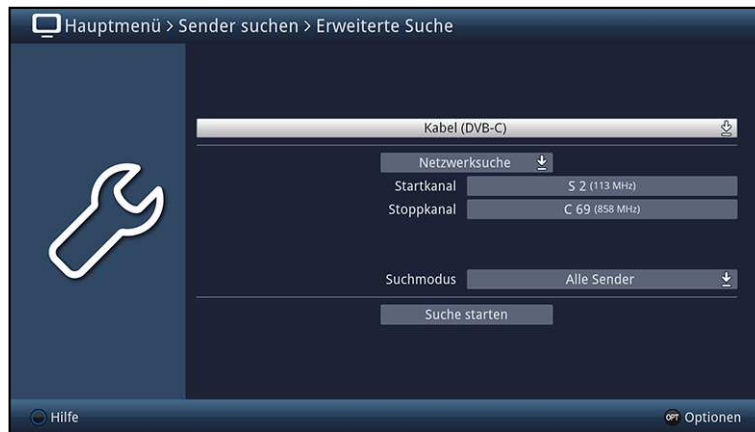 Hauptmenü > Sender suchen > Erweiterte Suche
Kabel (DVB-C)
Netzwerksuche
Startkanal S 2 (113 MHz)
Stoppkanal C 69 (858 MHz)
Suchmodus Alle Sender
Suche starten
Hilfe OPT Optionen